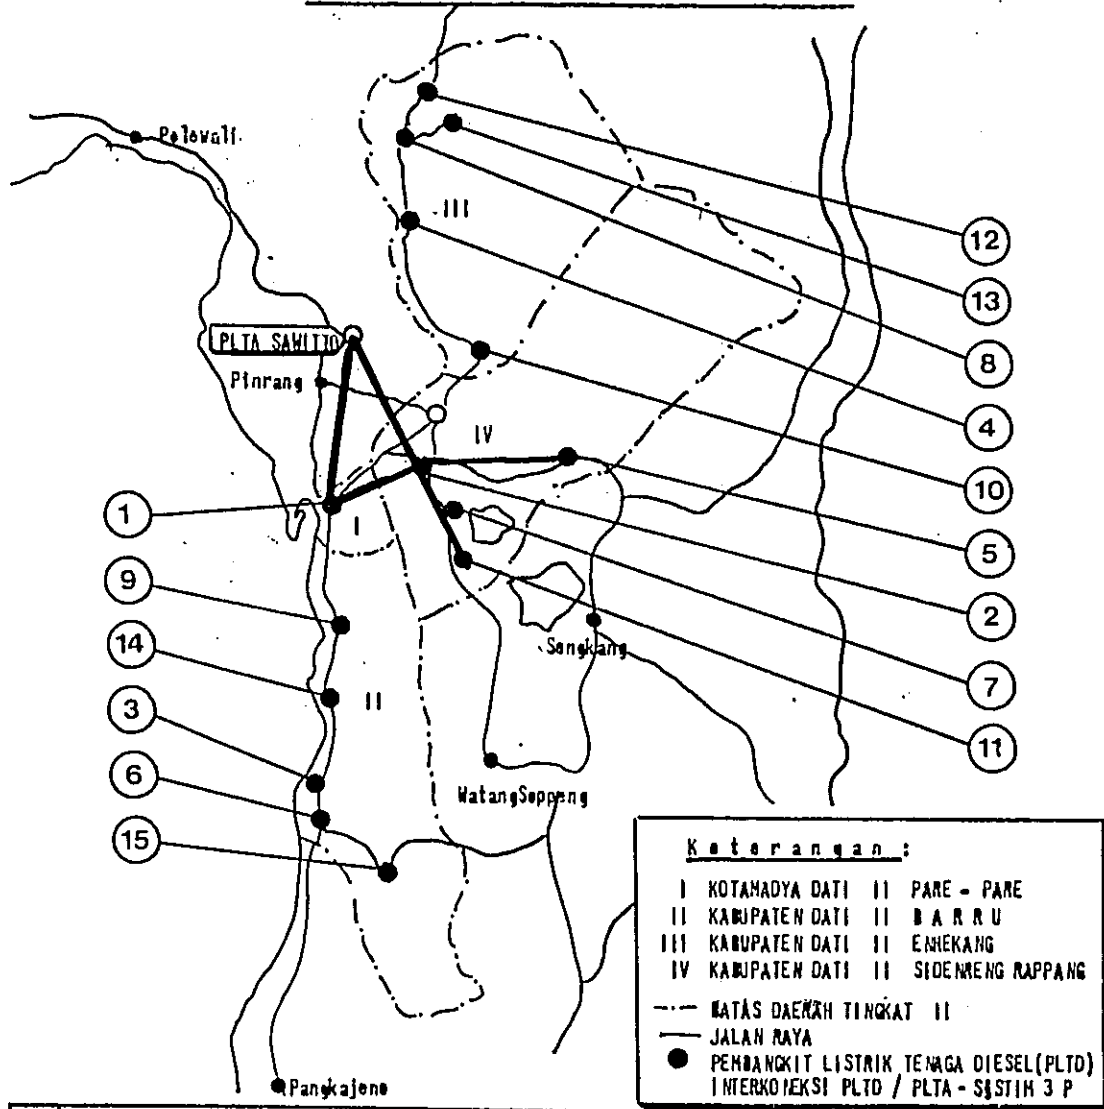 Polewali
III
12
13
PLTA SAWITTO
8
Pinrang
4
IV
10
1
I
5
9
2
Sengkang
14
7
II
3
11
6
Watang Soppeng
15
Keterangan :
I KOTAMADYA DATI II PARE - PARE
II KABUPATEN DATI II BARRU
III KABUPATEN DATI II ENREKANG
IV KABUPATEN DATI II SIDENRENG RAPPANG
BATAS DAERAH TINGKAT II
JALAN RAYA
PEMBANGKIT LISTRIK TENAGA DIESEL(PLTD)
INTERKONEKSI PLTD / PLTA - SISTIM 3 P
Pangkajene